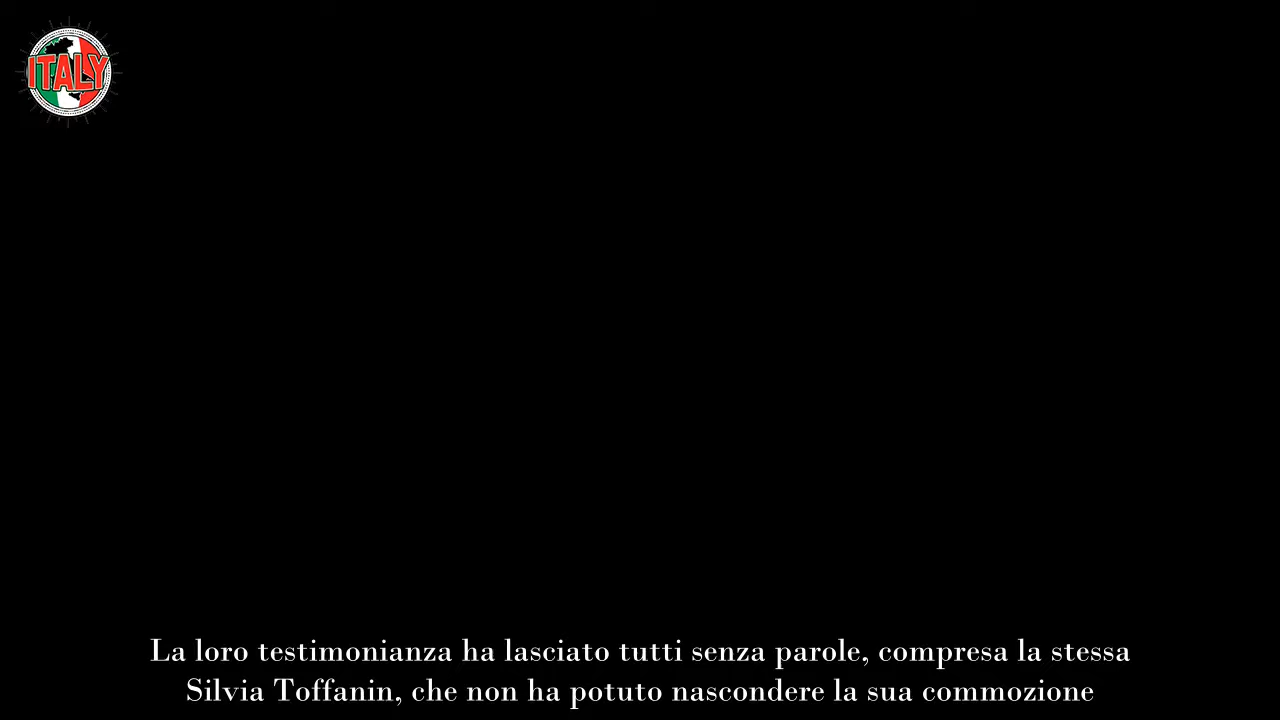 ITALY
La loro testimonianza ha lasciato tutti senza parole, compresa la stessa
Silvia Toffanin, che non ha potuto nascondere la sua commozione